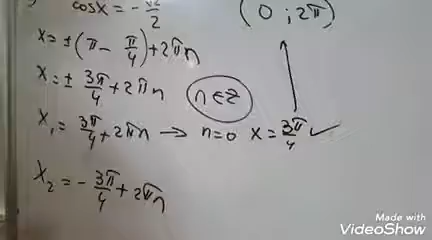 cosx = -√2/2
(0 ; 2π)
x = ±(π - π/4) + 2πn
x = ± 3π/4 + 2πn
n∈Z
x₁ = 3π/4 + 2πn → n=0 x = 3π/4 ✓
x₂ = - 3π/4 + 2πn
Made with
VideoShow